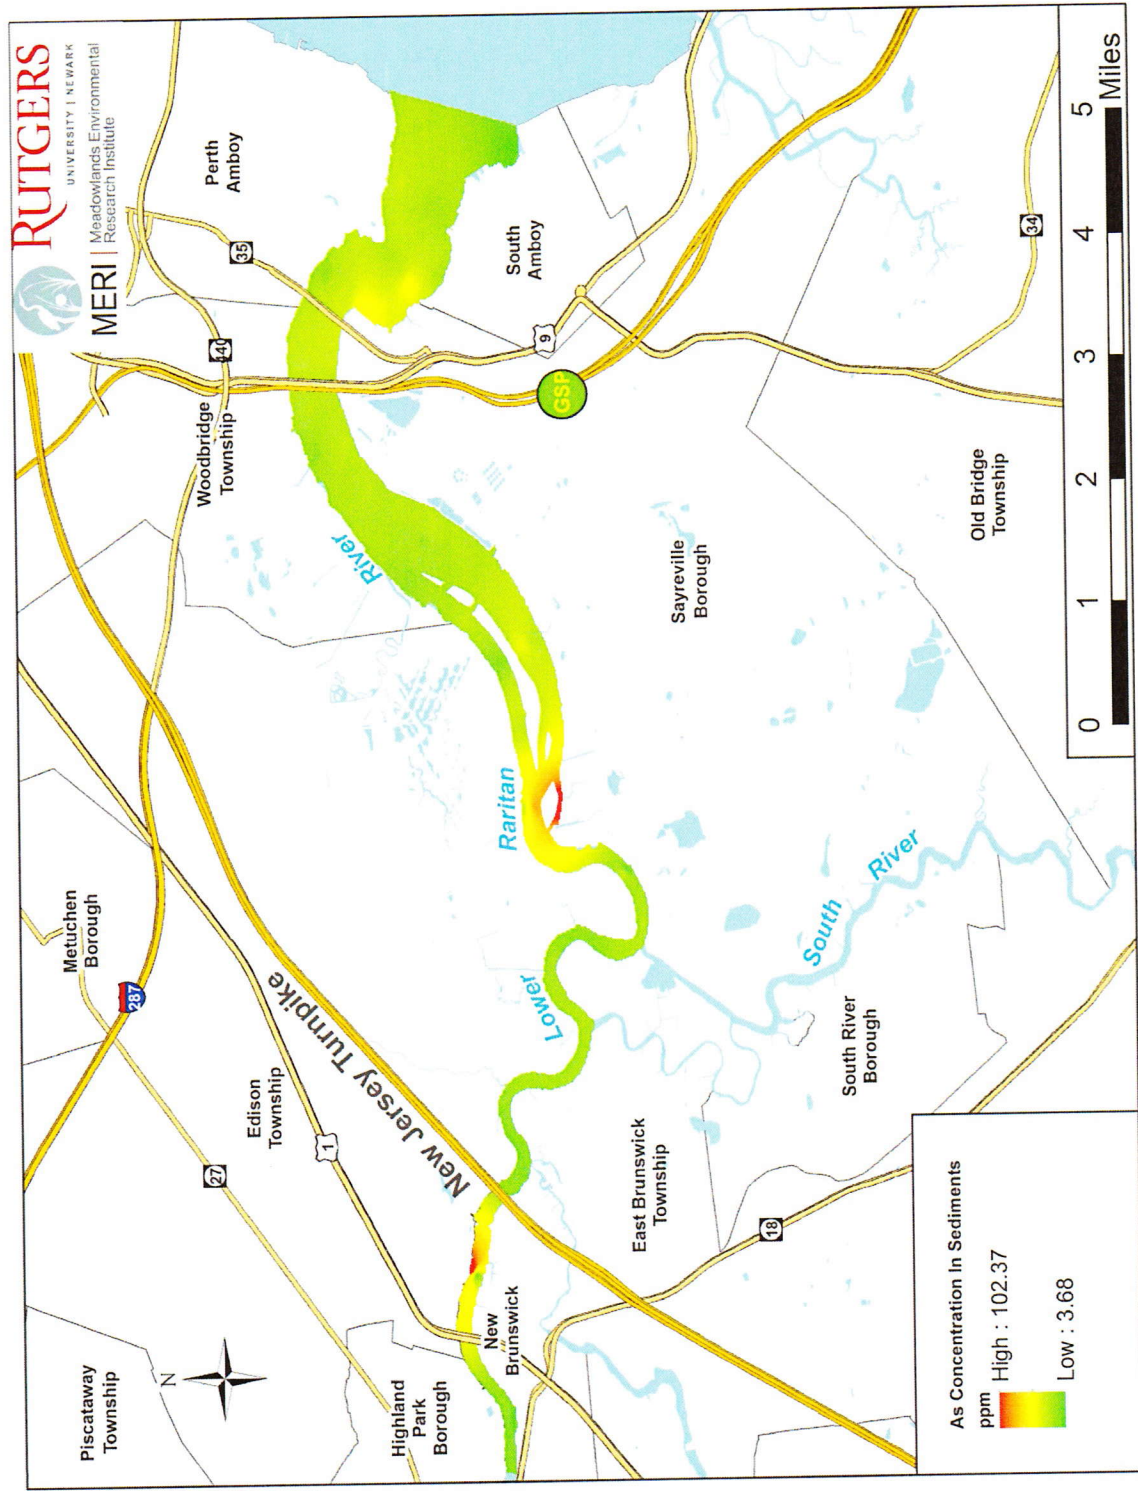 RUTGERS
UNIVERSITY | NEWARK
MERI | Meadowlands Environmental
Research Institute
Piscataway
Township
N
Highland
Park
Borough
27
Edison
Township
Metuchen
Borough
287
1
New Jersey Turnpike
New
Brunswick
Woodbridge
Township
440
35
Perth
Amboy
South
Amboy
9
GSP
Lower
Raritan
River
East Brunswick
Township
18
South River
Borough
South
River
Sayreville
Borough
Old Bridge
Township
34
As Concentration In Sediments
ppm
High : 102.37
Low : 3.68
0 1 2 3 4 5
Miles